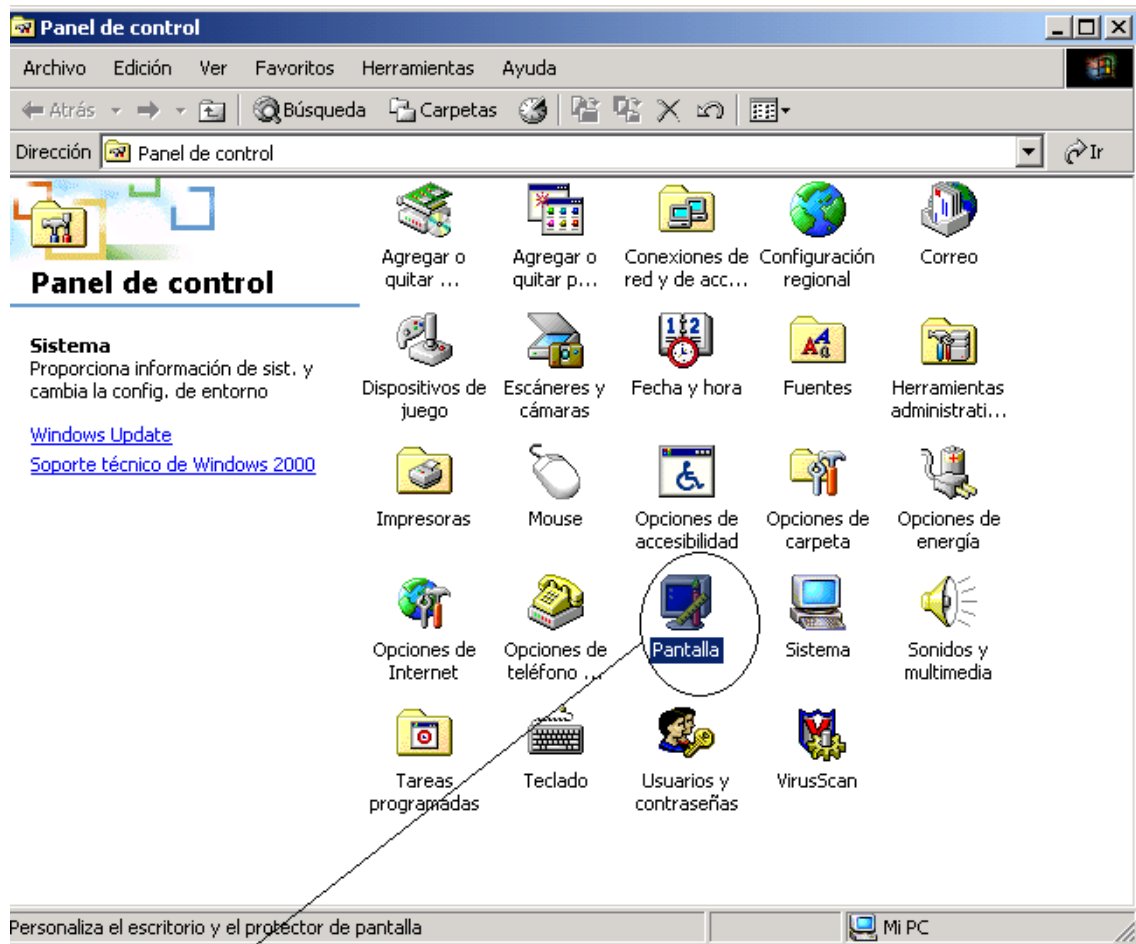 Panel de control
Archivo Edición Ver Favoritos Herramientas Ayuda
Atrás Búsqueda Carpetas
Dirección Panel de control Ir
Panel de control
Sistema
Proporciona información de sist. y
cambia la config. de entorno
Windows Update
Soporte técnico de Windows 2000
Agregar o
quitar ...
Agregar o
quitar p...
Conexiones de
red y de acc...
Configuración
regional
Correo
Dispositivos de
juego
Escáneres y
cámaras
Fecha y hora
Fuentes
Herramientas
administrati...
Impresoras
Mouse
Opciones de
accesibilidad
Opciones de
carpeta
Opciones de
energía
Opciones de
Internet
Opciones de
teléfono ...
Pantalla
Sistema
Sonidos y
multimedia
Tareas
programadas
Teclado
Usuarios y
contraseñas
VirusScan
Personaliza el escritorio y el protector de pantalla
Mi PC